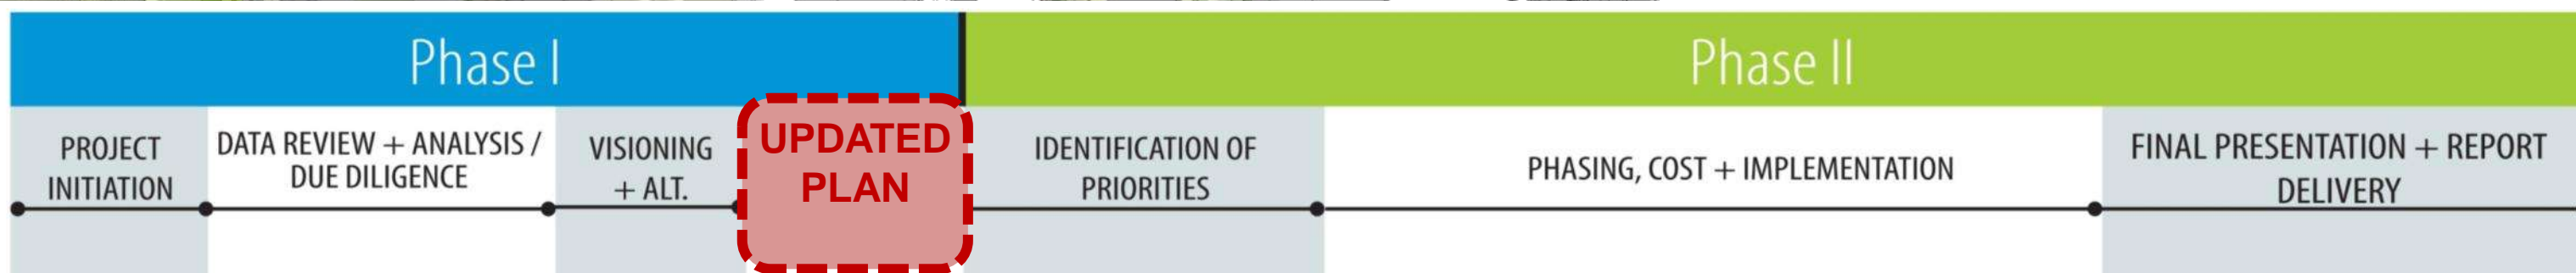 Phase I
Phase II
PROJECT
INITIATION
DATA REVIEW + ANALYSIS /
DUE DILIGENCE
VISIONING
+ ALT.
UPDATED
PLAN
IDENTIFICATION OF
PRIORITIES
PHASING, COST + IMPLEMENTATION
FINAL PRESENTATION + REPORT
DELIVERY